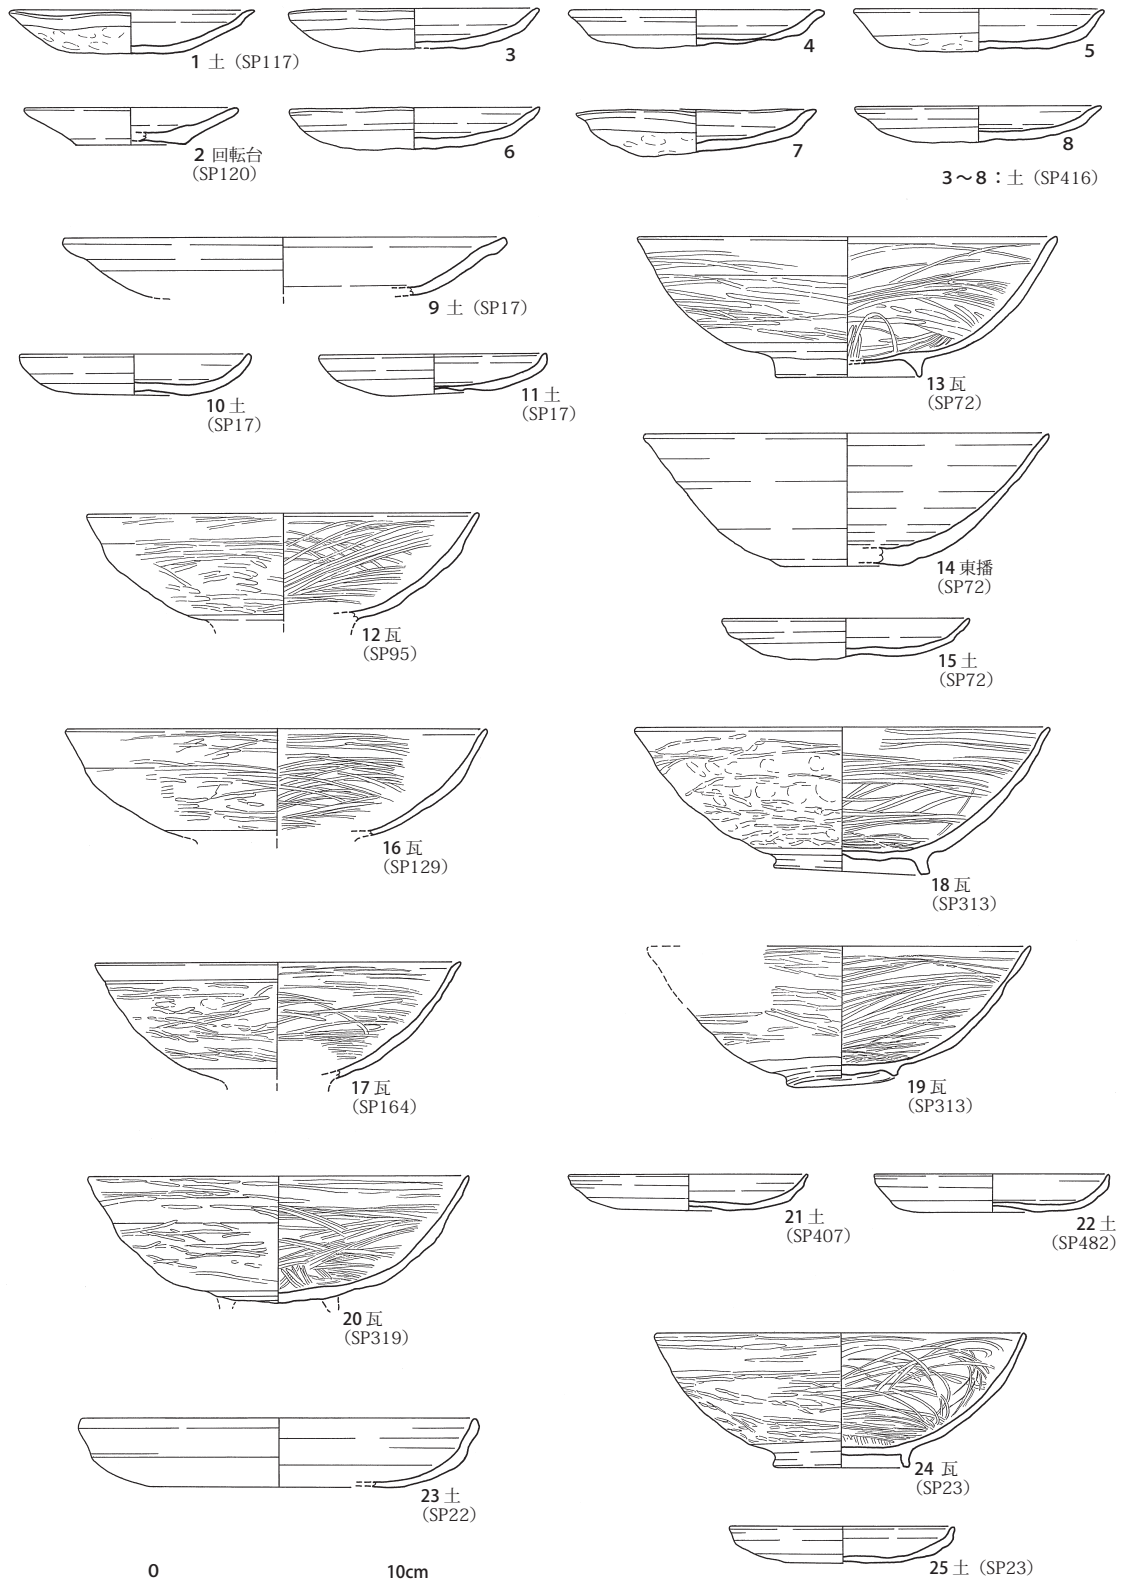 1 土（SP117）
3
4
5
2 回転台
（SP120）
6
7
8
3～8：土（SP416）
9 土（SP17）
10 土
（SP17）
11 土
（SP17）
13 瓦
（SP72）
12 瓦
（SP95）
14 東播
（SP72）
15 土
（SP72）
16 瓦
（SP129）
18 瓦
（SP313）
17 瓦
（SP164）
19 瓦
（SP313）
20 瓦
（SP319）
21 土
（SP407）
22 土
（SP482）
23 土
（SP22）
24 瓦
（SP23）
25 土（SP23）
0 10cm